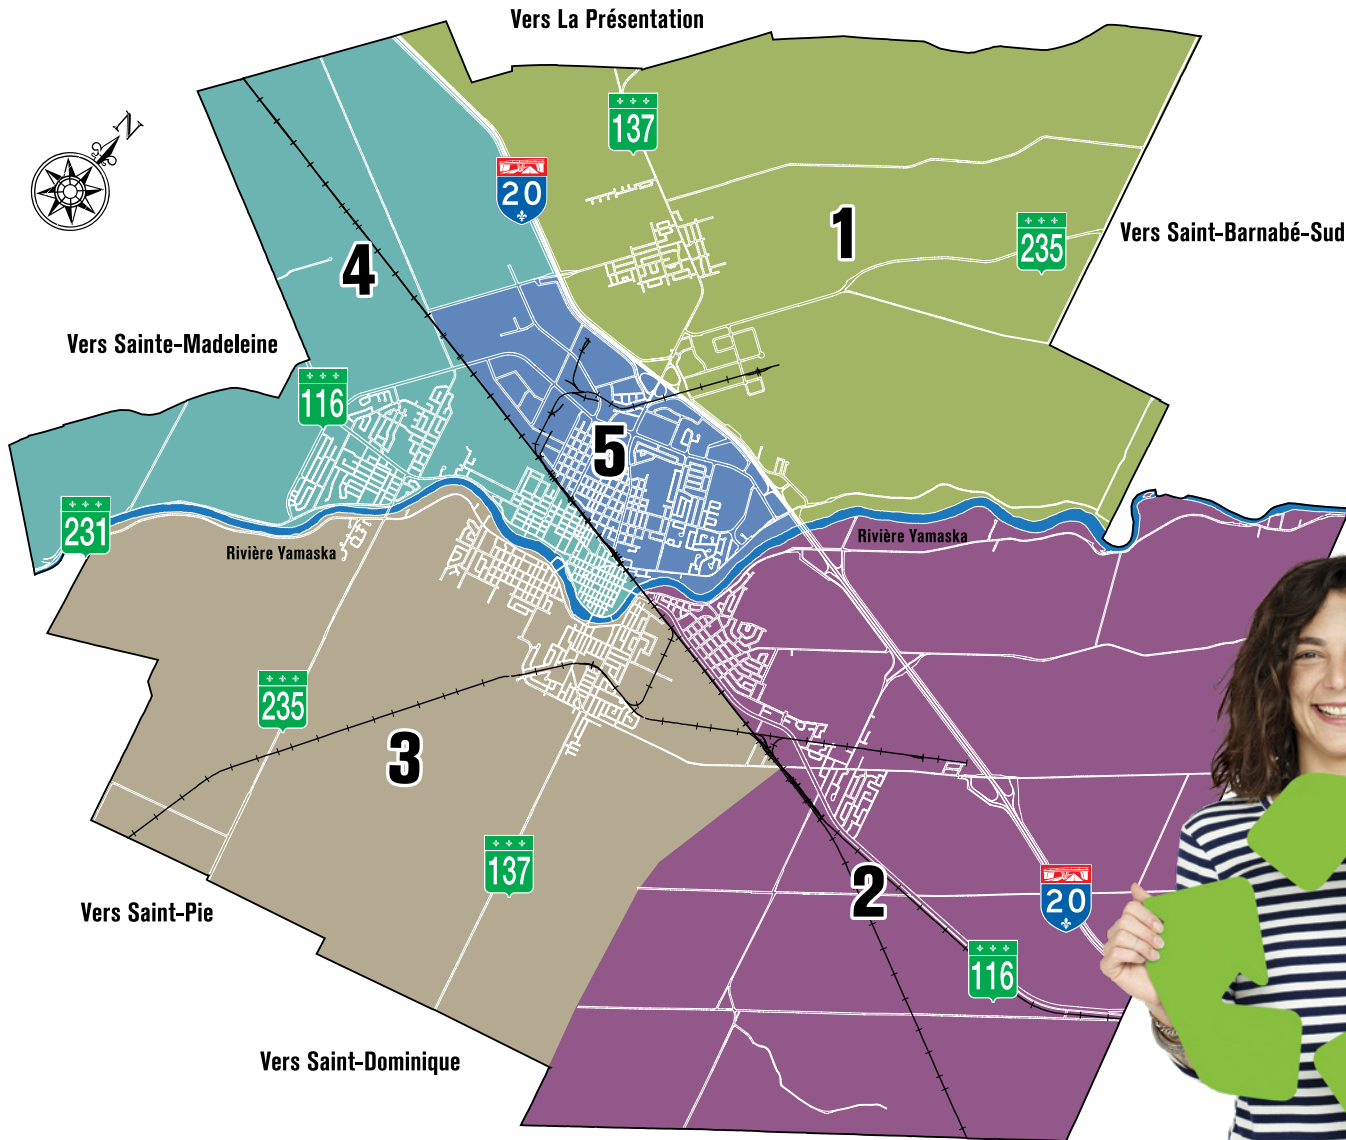 Vers La Présentation
N
137
20
1
235
Vers Saint-Barnabé-Sud
4
Vers Sainte-Madeleine
116
5
231
Rivière Yamaska
Rivière Yamaska
235
3
137
2
20
116
Vers Saint-Pie
Vers Saint-Dominique